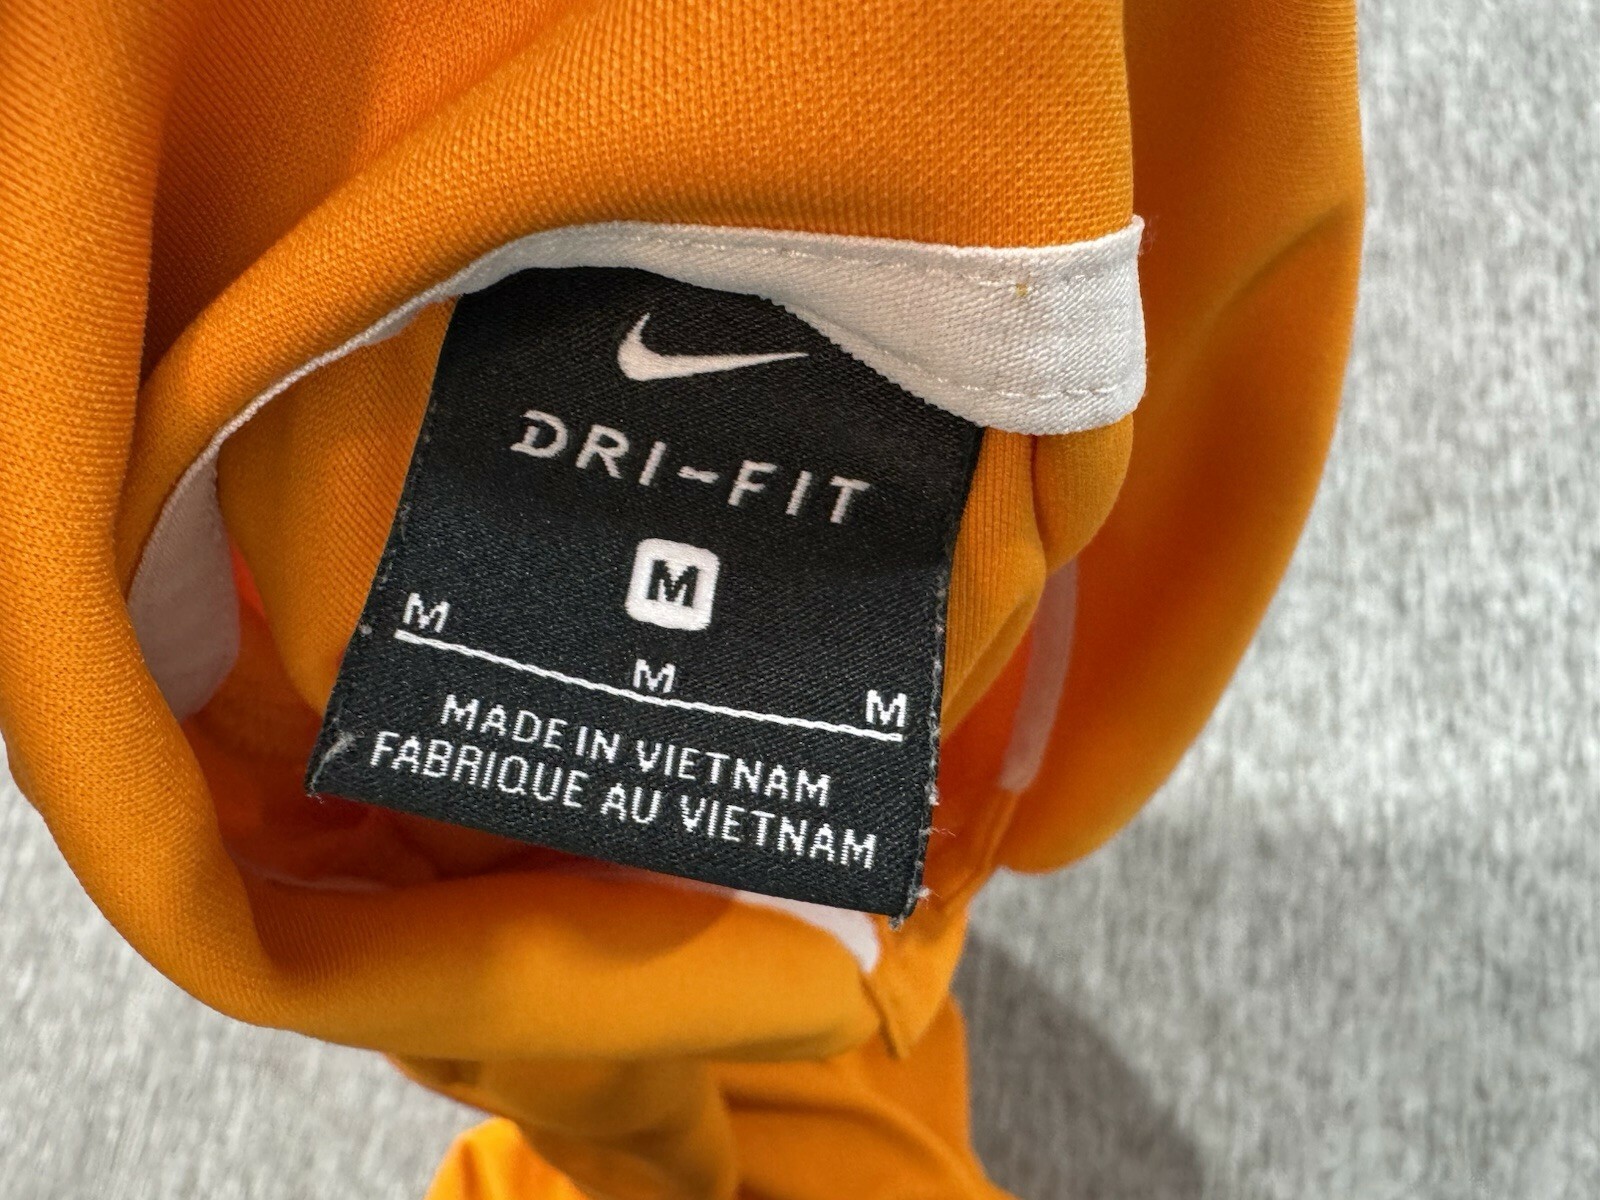 DRI-FIT
M
M M M
MADE IN VIETNAM
FABRIQUE AU VIETNAM